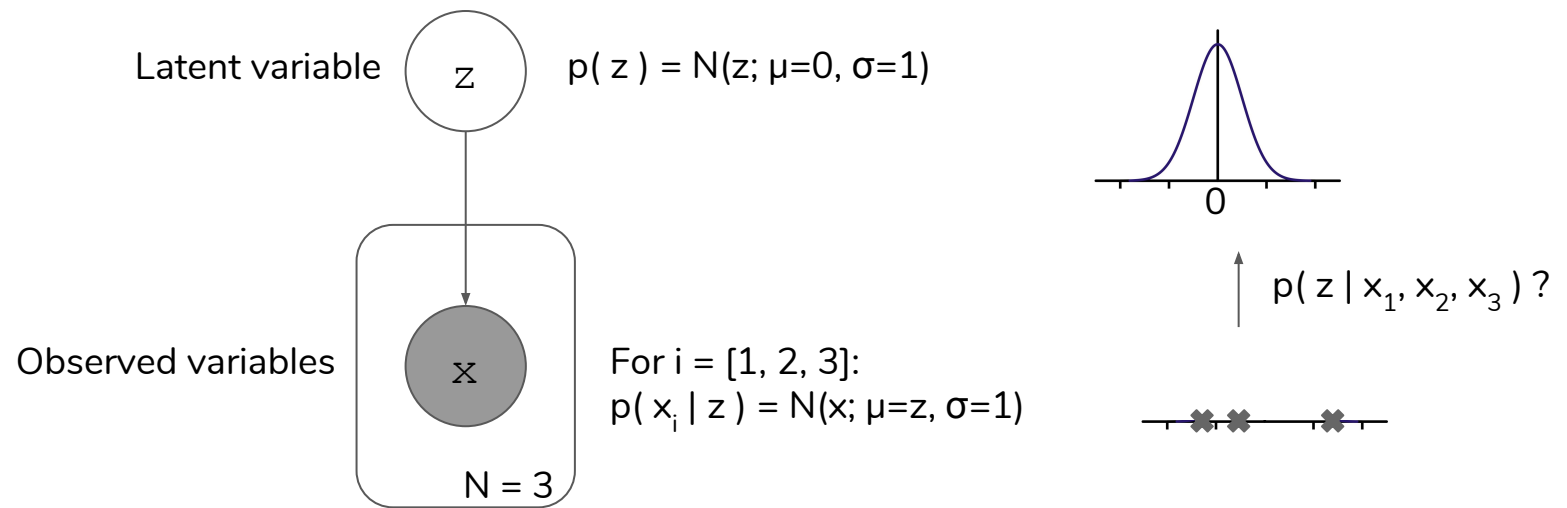 Latent variable
z
p( z ) = N(z; μ=0, σ=1)
0
p( z | x₁, x₂, x₃ ) ?
Observed variables
x
For i = [1, 2, 3]:
p( xᵢ | z ) = N(x; μ=z, σ=1)
N = 3